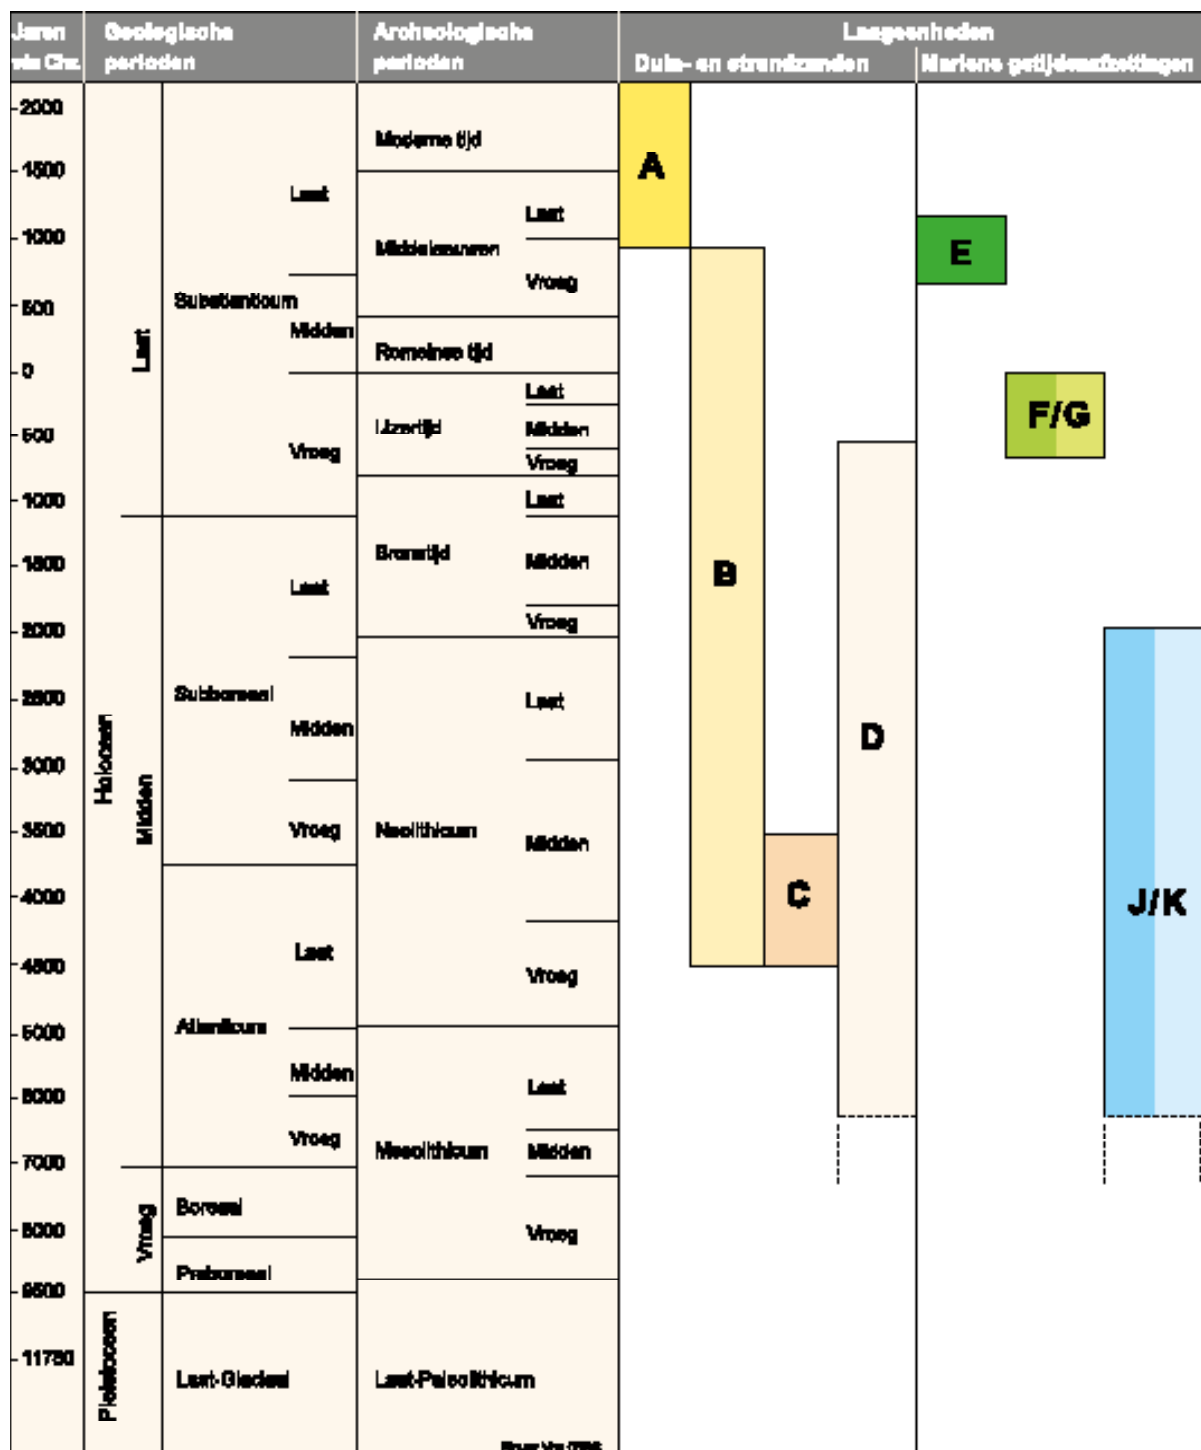 Jaren
v/n Chr.
Geologische
perioden
Archeologische
perioden
Laageenheden
Duin- en strandzanden
Mariene getijdenafzettingen
2000
1500
1000
500
0
500
1000
1500
2000
2500
3000
3500
4000
4500
5000
6000
7000
8000
9500
11750
Holoceen
Pleistoceen
Laat
Midden
Vroeg
Subatlanticum
Laat
Midden
Vroeg
Subboreaal
Laat
Midden
Vroeg
Atlanticum
Laat
Midden
Vroeg
Boreaal
Preboreaal
Laat-Glaciaal
Moderne tijd
Middeleeuwen
Laat
Vroeg
Romeinse tijd
IJzertijd
Laat
Midden
Vroeg
Bronstijd
Laat
Midden
Vroeg
Neolithicum
Laat
Midden
Vroeg
Mesolithicum
Laat
Midden
Vroeg
Laat-Paleolithicum
A
B
C
D
E
F/G
J/K